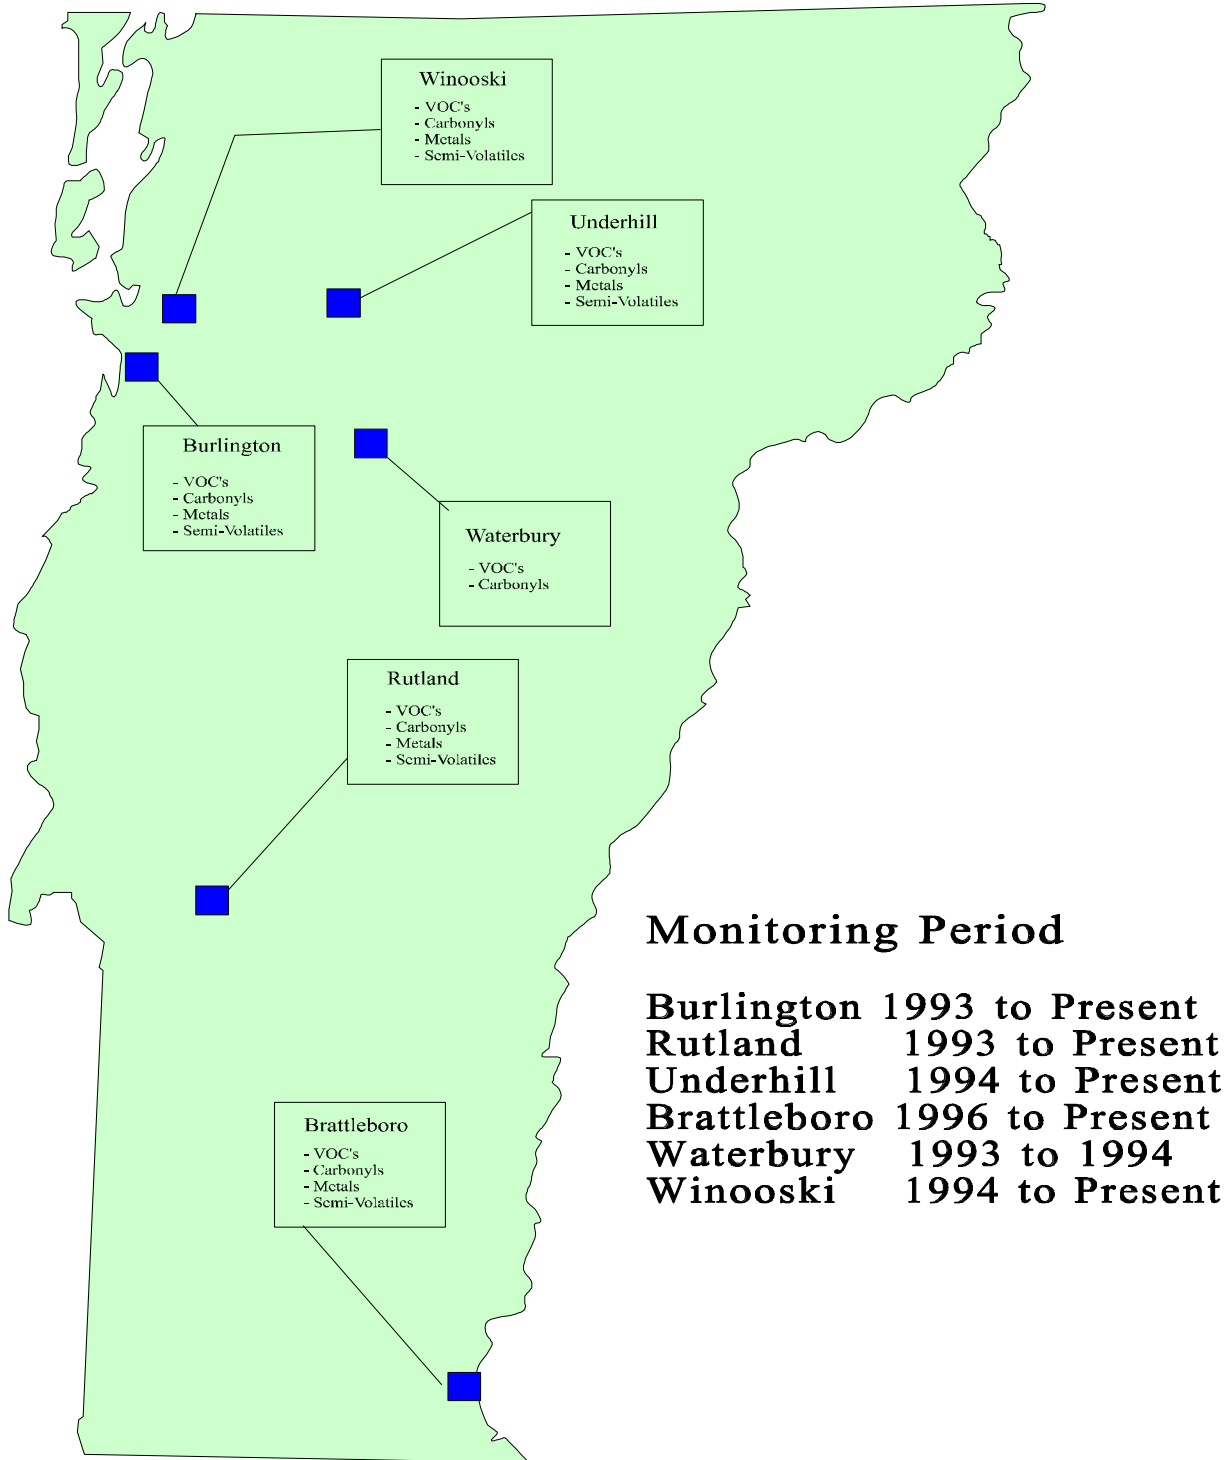 Winooski
- VOC's
- Carbonyls
- Metals
- Semi-Volatiles
Underhill
- VOC's
- Carbonyls
- Metals
- Semi-Volatiles
Burlington
- VOC's
- Carbonyls
- Metals
- Semi-Volatiles
Waterbury
- VOC's
- Carbonyls
Rutland
- VOC's
- Carbonyls
- Metals
- Semi-Volatiles
Monitoring Period
Burlington 1993 to Present
Rutland 1993 to Present
Underhill 1994 to Present
Brattleboro 1996 to Present
Waterbury 1993 to 1994
Winooski 1994 to Present
Brattleboro
- VOC's
- Carbonyls
- Metals
- Semi-Volatiles